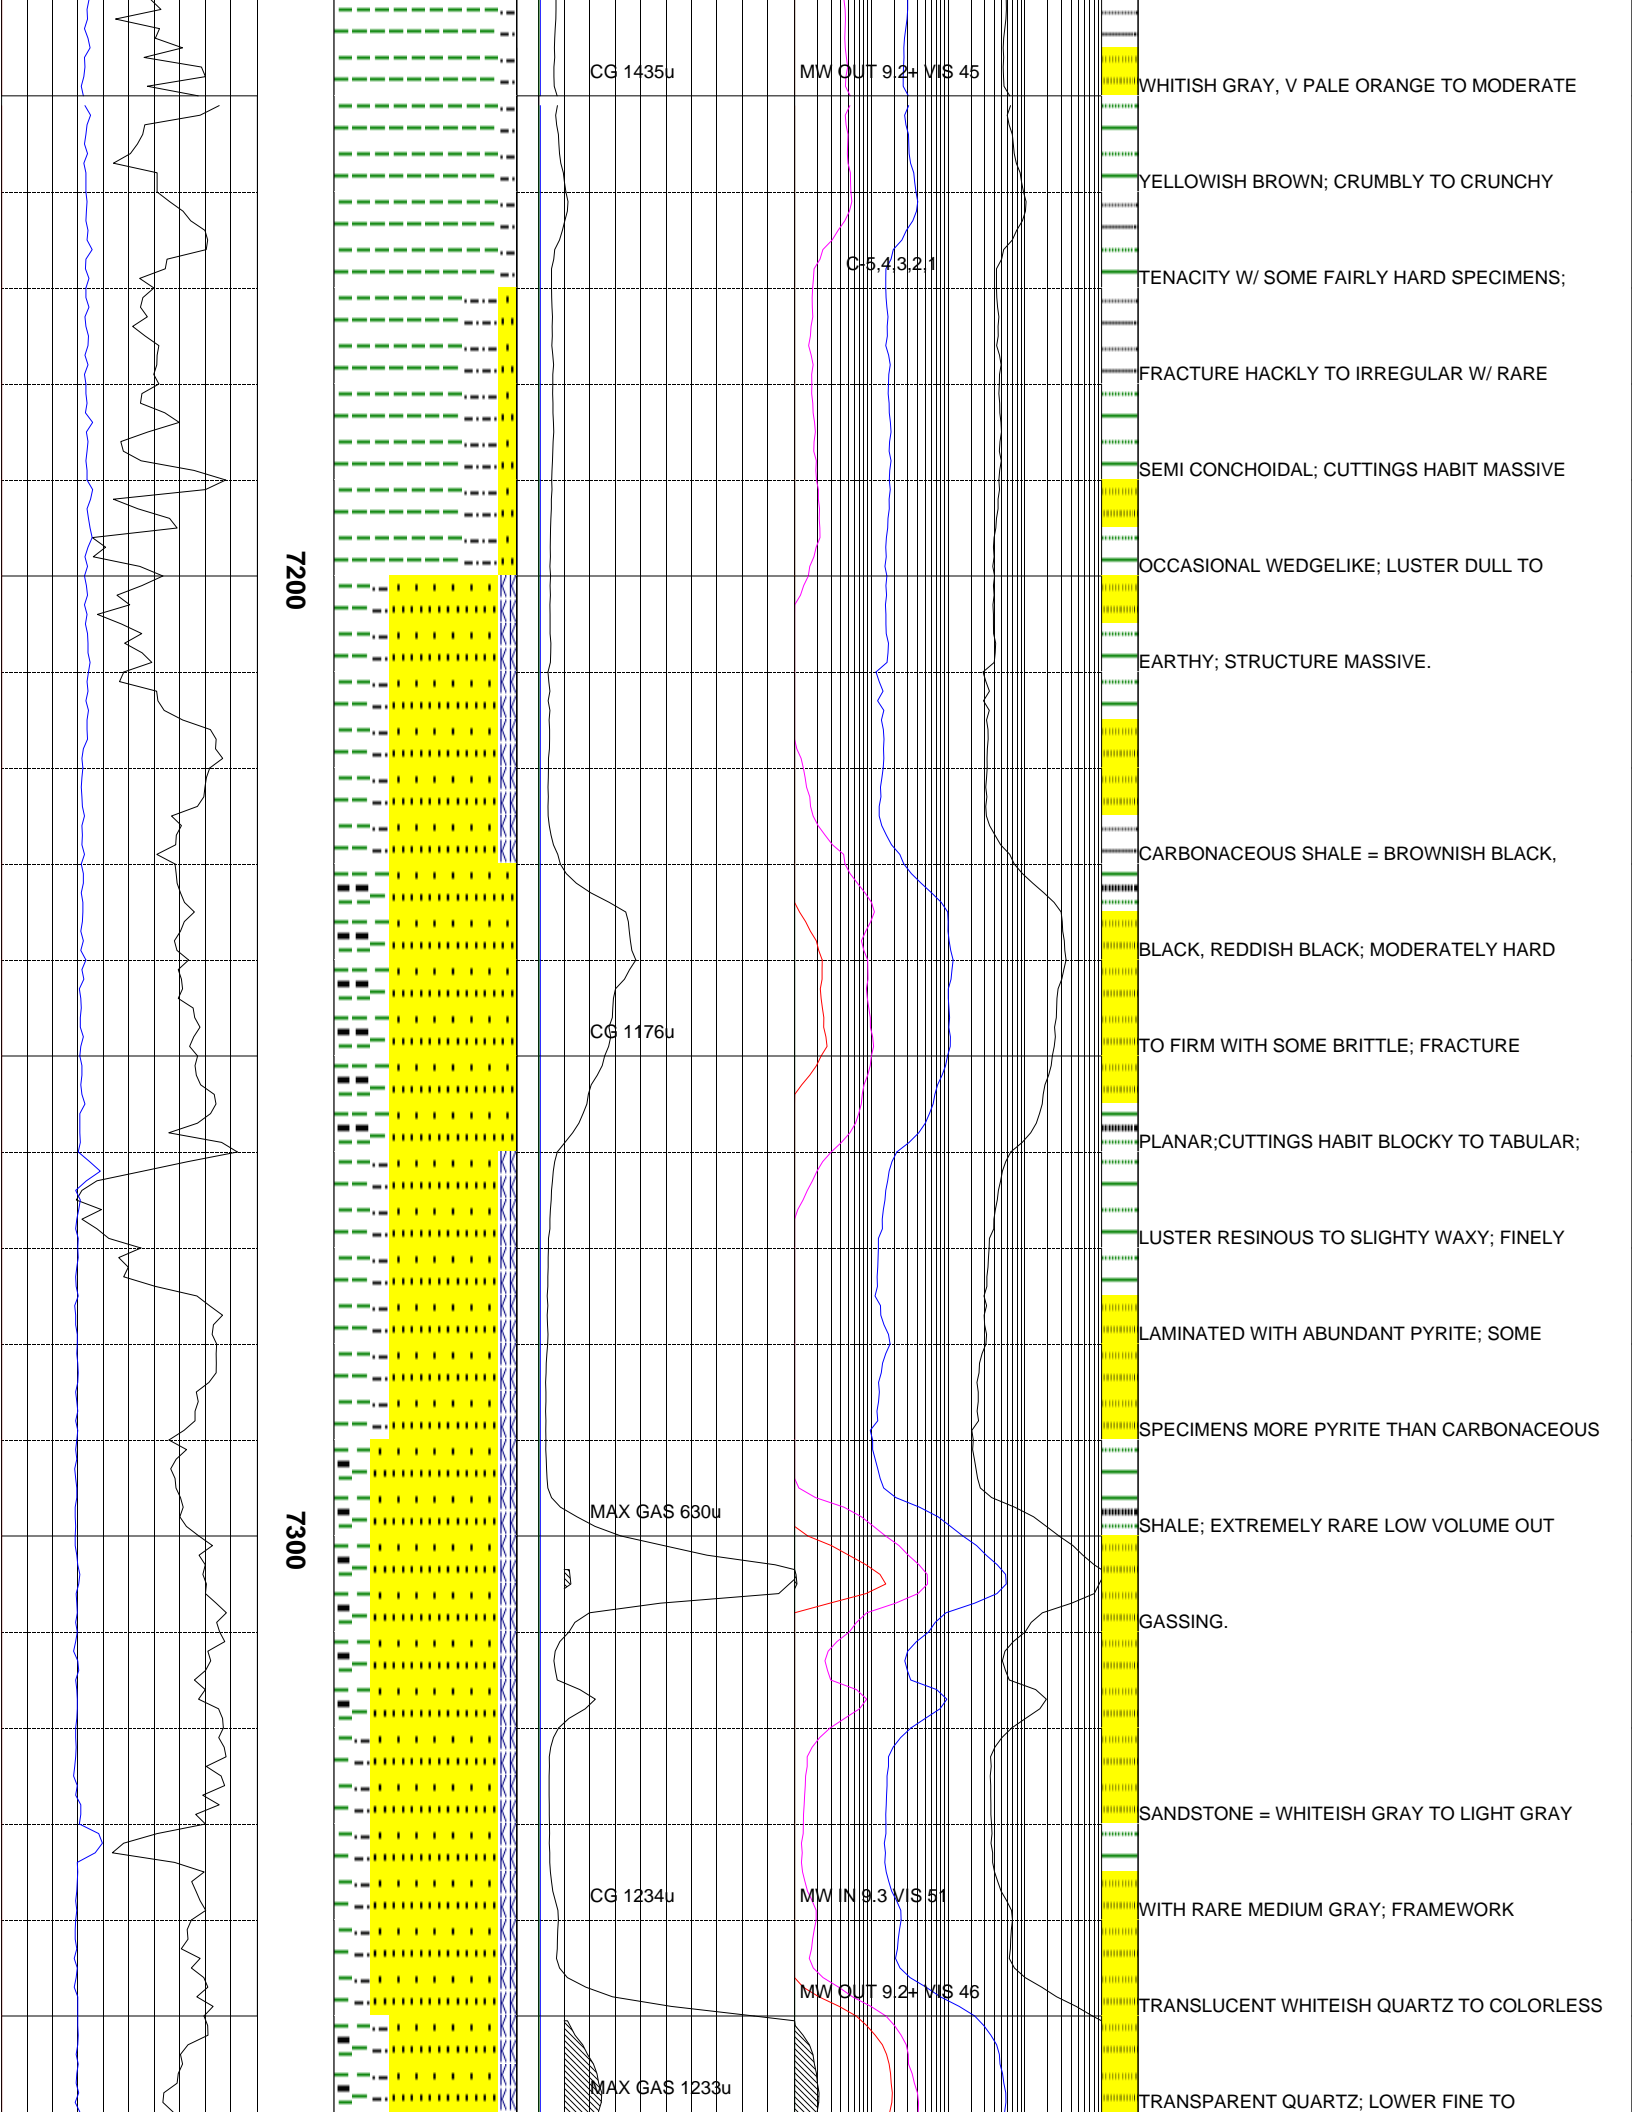 CG 1435u
MW OUT 9.2+ VIS 45
WHITISH GRAY, V PALE ORANGE TO MODERATE
YELLOWISH BROWN; CRUMBLY TO CRUNCHY
C-5,4,3,2,1
TENACITY W/ SOME FAIRLY HARD SPECIMENS;
FRACTURE HACKLY TO IRREGULAR W/ RARE
SEMI CONCHOIDAL; CUTTINGS HABIT MASSIVE
7200
OCCASIONAL WEDGELIKE; LUSTER DULL TO
EARTHY; STRUCTURE MASSIVE.
CARBONACEOUS SHALE = BROWNISH BLACK,
BLACK, REDDISH BLACK; MODERATELY HARD
CG 1176u
TO FIRM WITH SOME BRITTLE; FRACTURE
PLANAR;CUTTINGS HABIT BLOCKY TO TABULAR;
LUSTER RESINOUS TO SLIGHTY WAXY; FINELY
LAMINATED WITH ABUNDANT PYRITE; SOME
SPECIMENS MORE PYRITE THAN CARBONACEOUS
7300
MAX GAS 630u
SHALE; EXTREMELY RARE LOW VOLUME OUT
GASSING.
SANDSTONE = WHITEISH GRAY TO LIGHT GRAY
CG 1234u
MW IN 9.3 VIS 51
WITH RARE MEDIUM GRAY; FRAMEWORK
MW OUT 9.2+ VIS 46
TRANSLUCENT WHITEISH QUARTZ TO COLORLESS
MAX GAS 1233u
TRANSPARENT QUARTZ; LOWER FINE TO